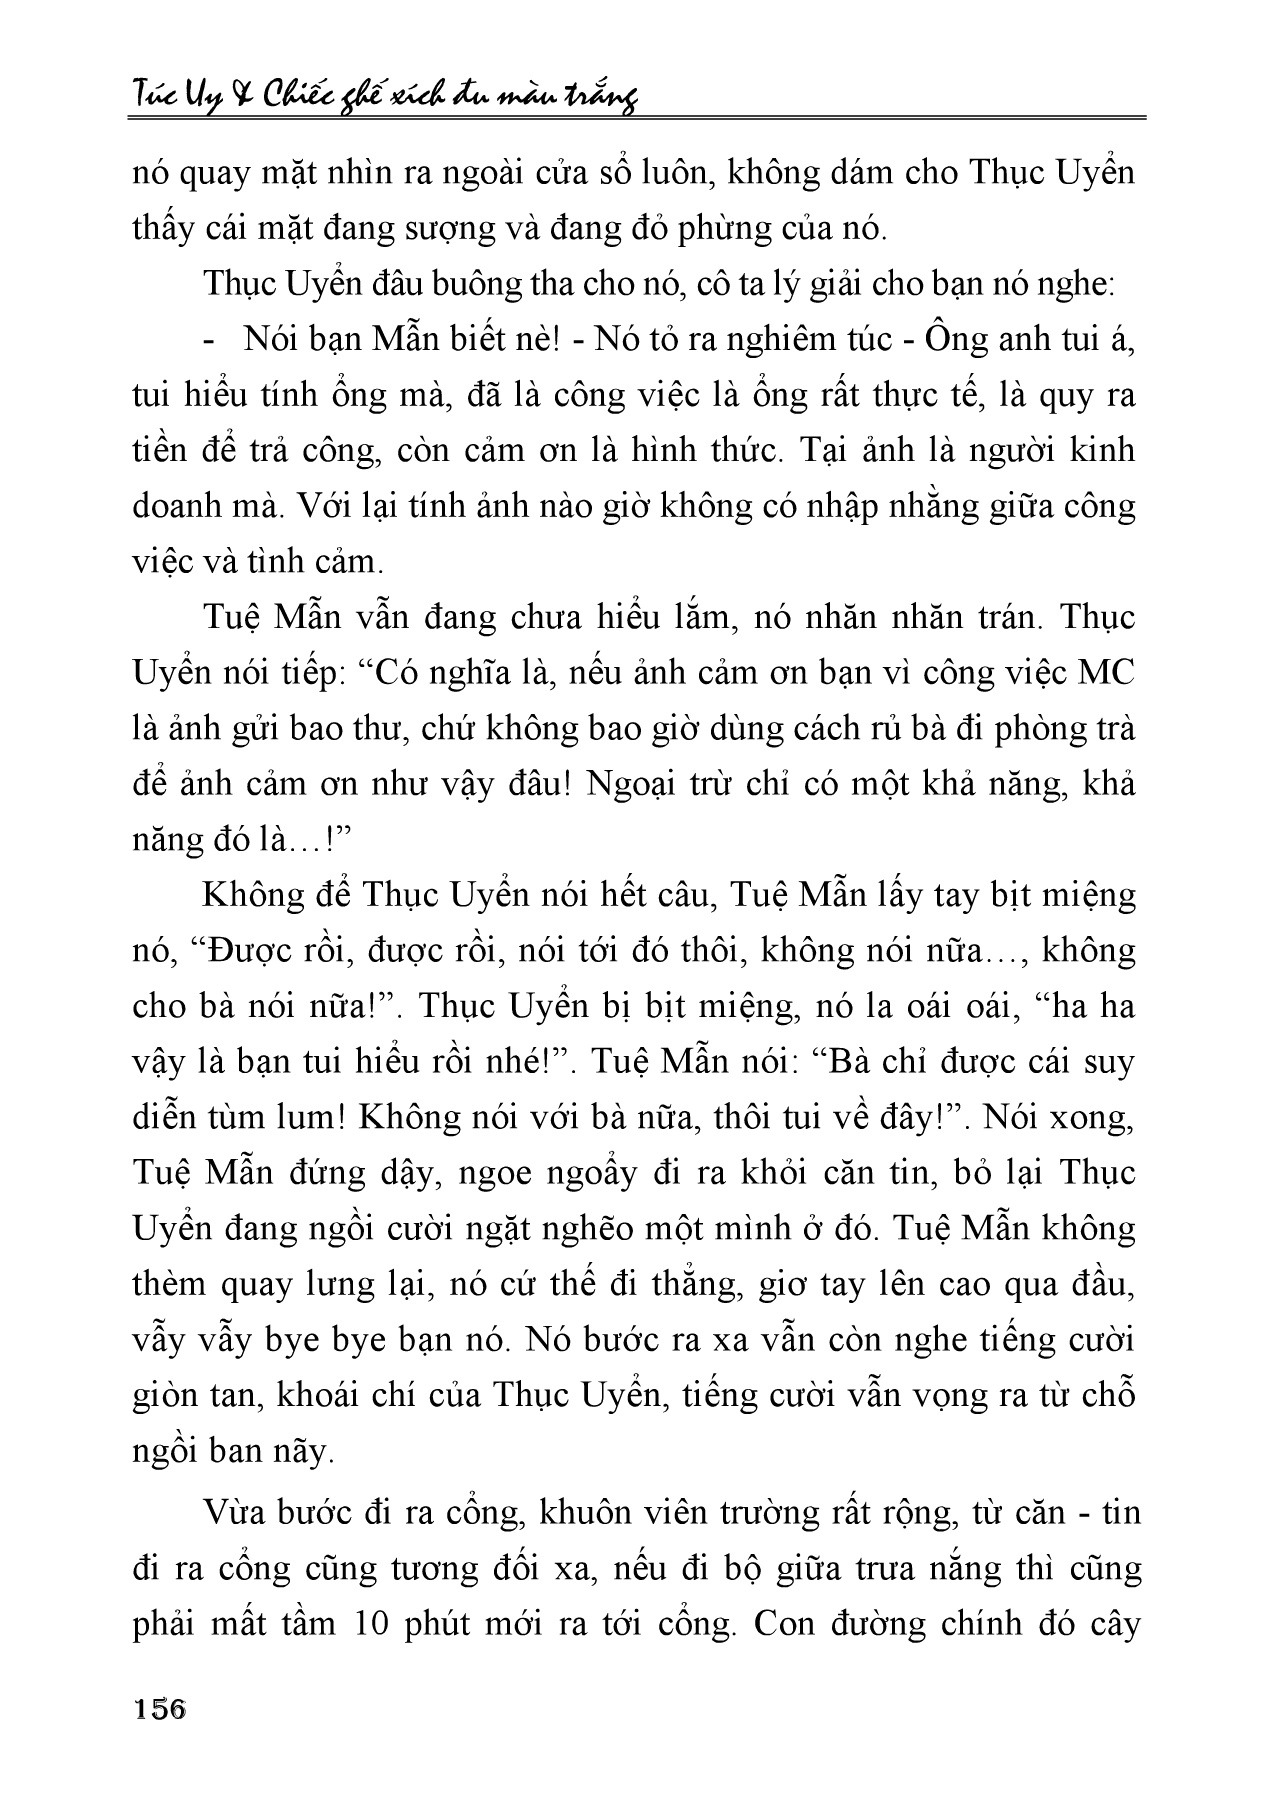 Túc Uy & Chiếc ghế xích đu màu trắng
nó quay mặt nhìn ra ngoài cửa sổ luôn, không dám cho Thục Uyển
thấy cái mặt đang sượng và đang đỏ phừng của nó.
Thục Uyển đâu buông tha cho nó, cô ta lý giải cho bạn nó nghe:
- Nói bạn Mẫn biết nè! - Nó tỏ ra nghiêm túc - Ông anh tui á,
tui hiểu tính ổng mà, đã là công việc là ổng rất thực tế, là quy ra
tiền để trả công, còn cảm ơn là hình thức. Tại ảnh là người kinh
doanh mà. Với lại tính ảnh nào giờ không có nhập nhằng giữa công
việc và tình cảm.
Tuệ Mẫn vẫn đang chưa hiểu lắm, nó nhăn nhăn trán. Thục
Uyển nói tiếp: “Có nghĩa là, nếu ảnh cảm ơn bạn vì công việc MC
là ảnh gửi bao thư, chứ không bao giờ dùng cách rủ bà đi phòng trà
để ảnh cảm ơn như vậy đâu! Ngoại trừ chỉ có một khả năng, khả
năng đó là…!”
Không để Thục Uyển nói hết câu, Tuệ Mẫn lấy tay bịt miệng
nó, “Được rồi, được rồi, nói tới đó thôi, không nói nữa…, không
cho bà nói nữa!”. Thục Uyển bị bịt miệng, nó la oái oái, “ha ha
vậy là bạn tui hiểu rồi nhé!”. Tuệ Mẫn nói: “Bà chỉ được cái suy
diễn tùm lum! Không nói với bà nữa, thôi tui về đây!”. Nói xong,
Tuệ Mẫn đứng dậy, ngoe ngoẩy đi ra khỏi căn tin, bỏ lại Thục
Uyển đang ngồi cười ngặt nghẽo một mình ở đó. Tuệ Mẫn không
thèm quay lưng lại, nó cứ thế đi thẳng, giơ tay lên cao qua đầu,
vẫy vẫy bye bye bạn nó. Nó bước ra xa vẫn còn nghe tiếng cười
giòn tan, khoái chí của Thục Uyển, tiếng cười vẫn vọng ra từ chỗ
ngồi ban nãy.
Vừa bước đi ra cổng, khuôn viên trường rất rộng, từ căn - tin
đi ra cổng cũng tương đối xa, nếu đi bộ giữa trưa nắng thì cũng
phải mất tầm 10 phút mới ra tới cổng. Con đường chính đó cây
156